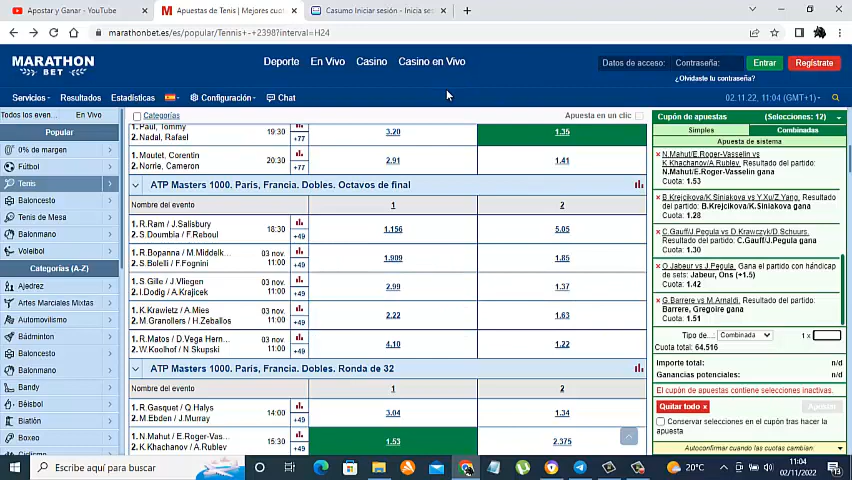 Apostar y Ganar - YouTube
Apuestas de Tenis | Mejores cuot
Casumo Iniciar sesión - Inicia se
marathonbet.es/es/popular/Tennis+-+2398?interval=H24
MARATHON
BET
Deporte En Vivo Casino Casino en Vivo
Datos de acceso: Contraseña: Entrar Regístrate
¿Olvidaste tu contraseña?
Servicios Resultados Estadísticas Configuración Chat
02.11.22, 11:04 (GMT+1)
Todos los even... En Vivo
Popular
0% de margen
Fútbol
Tenis
Baloncesto
Tenis de Mesa
Balonmano
Voleibol
Categorías (A-Z)
Ajedrez
Artes Marciales Mixtas
Automovilismo
Bádminton
Baloncesto
Balonmano
Bandy
Béisbol
Biatlón
Boxeo
Categorías
Apuesta en un clic
1. Paul, Tommy
2. Nadal, Rafael 19:30 +77 3.20 1.35
1. Moutet, Corentin
2. Norrie, Cameron 20:30 +77 2.91 1.41
ATP Masters 1000. París, Francia. Dobles. Octavos de final
Nombre del evento 1 2
1. R.Ram / J.Salisbury
2. S.Doumbia / F.Reboul 18:30 +49 1.156 5.05
1. R.Bopanna / M.Middelk...
2. S.Bolelli / F.Fognini 03 nov. 11:00 +49 1.909 1.85
1. S.Gille / J.Vliegen
2. I.Dodig / A.Krajicek 03 nov. 11:00 +49 2.99 1.37
1. K.Krawietz / A.Mies
2. M.Granollers / H.Zeballos 03 nov. 11:00 +49 2.22 1.63
1. R.Matos / D.Vega Hern...
2. W.Koolhof / N.Skupski 03 nov. 11:00 +49 4.10 1.22
ATP Masters 1000. París, Francia. Dobles. Ronda de 32
Nombre del evento 1 2
1. R.Gasquet / Q.Halys
2. M.Ebden / J.Murray 14:00 +49 3.04 1.34
1. N.Mahut / E.Roger-Vas...
2. K.Khachanov / A.Rublev 15:30 +49 1.53 2.375
Cupón de apuestas (Selecciones: 12)
Simples Combinadas
Apuesta de sistema
N.Mahut/E.Roger-Vasselin vs
K.Khachanov/A.Rublev, Resultado del partido:
N.Mahut/E.Roger-Vasselin gana
Cuota: 1.53
B.Krejcikova/K.Siniakova vs Y.Xu/Z.Yang, Resultado
del partido: B.Krejcikova/K.Siniakova gana
Cuota: 1.28
C.Gauff/J.Pegula vs D.Krawczyk/D.Schuurs,
Resultado del partido: C.Gauff/J.Pegula gana
Cuota: 1.30
O.Jabeur vs J.Pegula, Gana el partido con hándicap
de sets: Jabeur, Ons (+1.5)
Cuota: 1.42
G.Barrere vs M.Arnaldi, Resultado del partido:
Barrere, Gregoire gana
Cuota: 1.51
Tipo de... Combinada 1 x
Cuota total: 64.516
Importe total: n/d
Ganancias potenciales: n/d
El cupón de apuestas contiene selecciones inactivas.
Quitar todo x Apostar
Conservar selecciones en el cupón tras hacer la
apuesta
Autoconfirmar cuando las cuotas cambien
Escribe aquí para buscar
20°C
11:04
02/11/2022